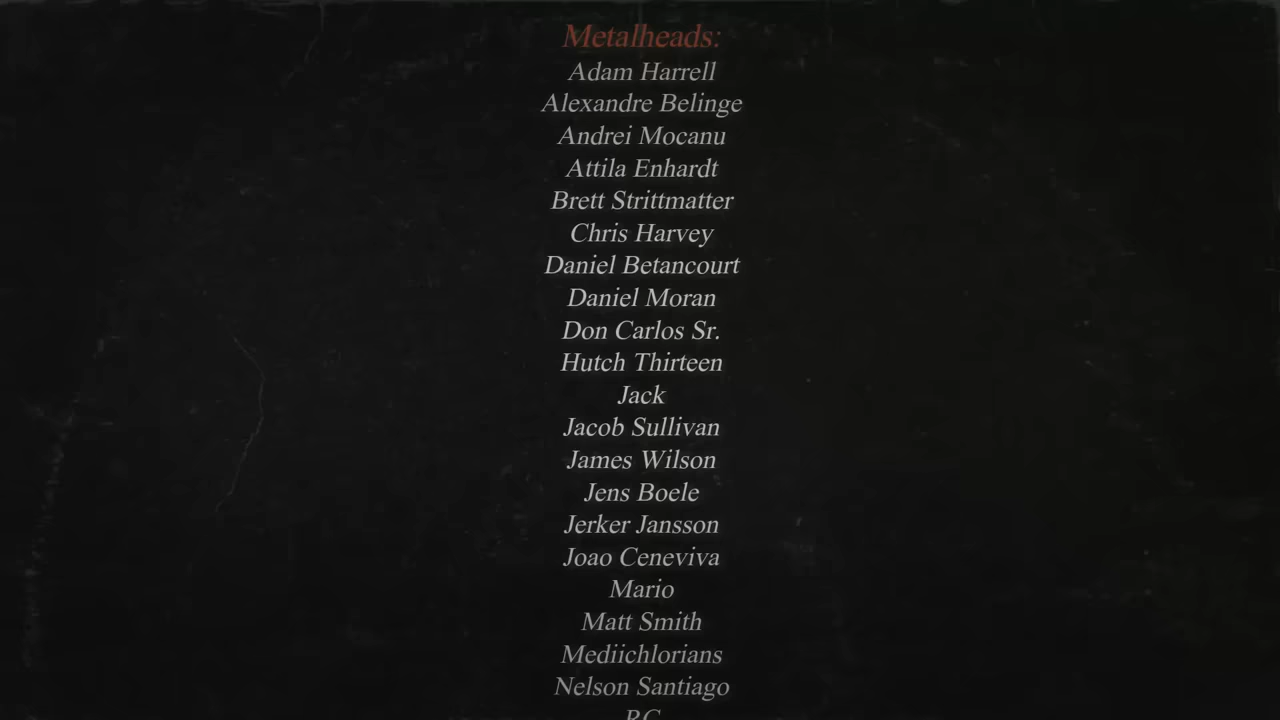 Metalheads:
Adam Harrell
Alexandre Belinge
Andrei Mocanu
Attila Enhardt
Brett Strittmatter
Chris Harvey
Daniel Betancourt
Daniel Moran
Don Carlos Sr.
Hutch Thirteen
Jack
Jacob Sullivan
James Wilson
Jens Boele
Jerker Jansson
Joao Ceneviva
Mario
Matt Smith
Mediichlorians
Nelson Santiago